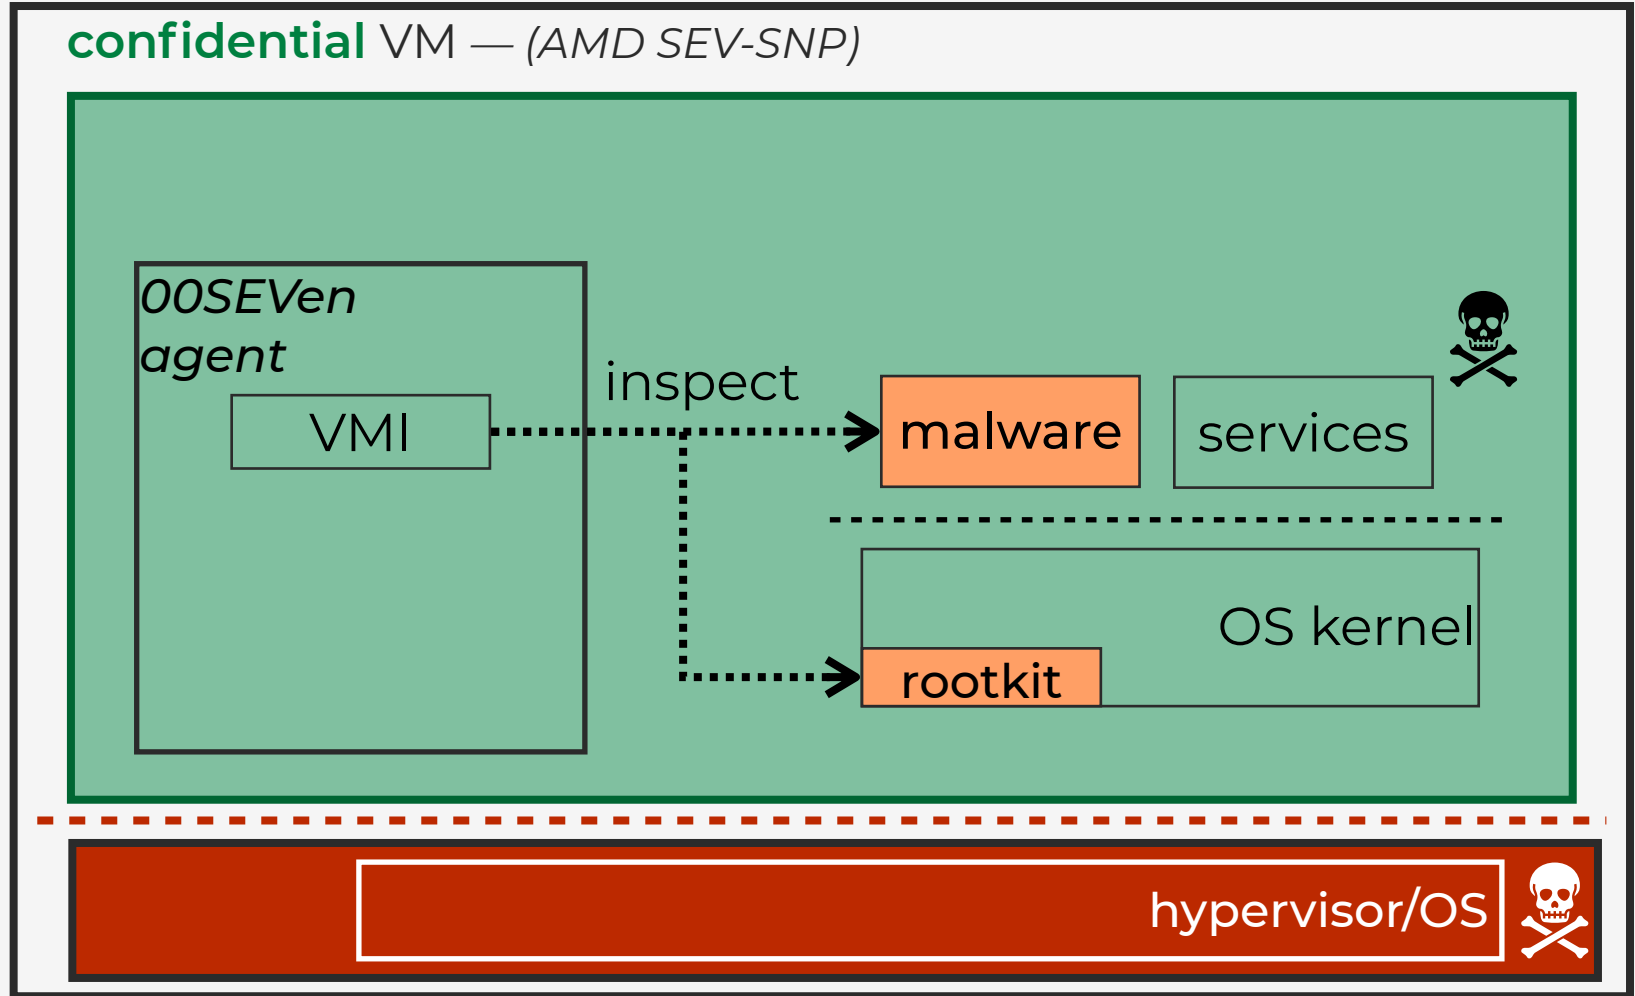 confidential VM — (AMD SEV-SNP)
00SEVen
agent
inspect
VMI
malware
services
OS kernel
rootkit
hypervisor/OS